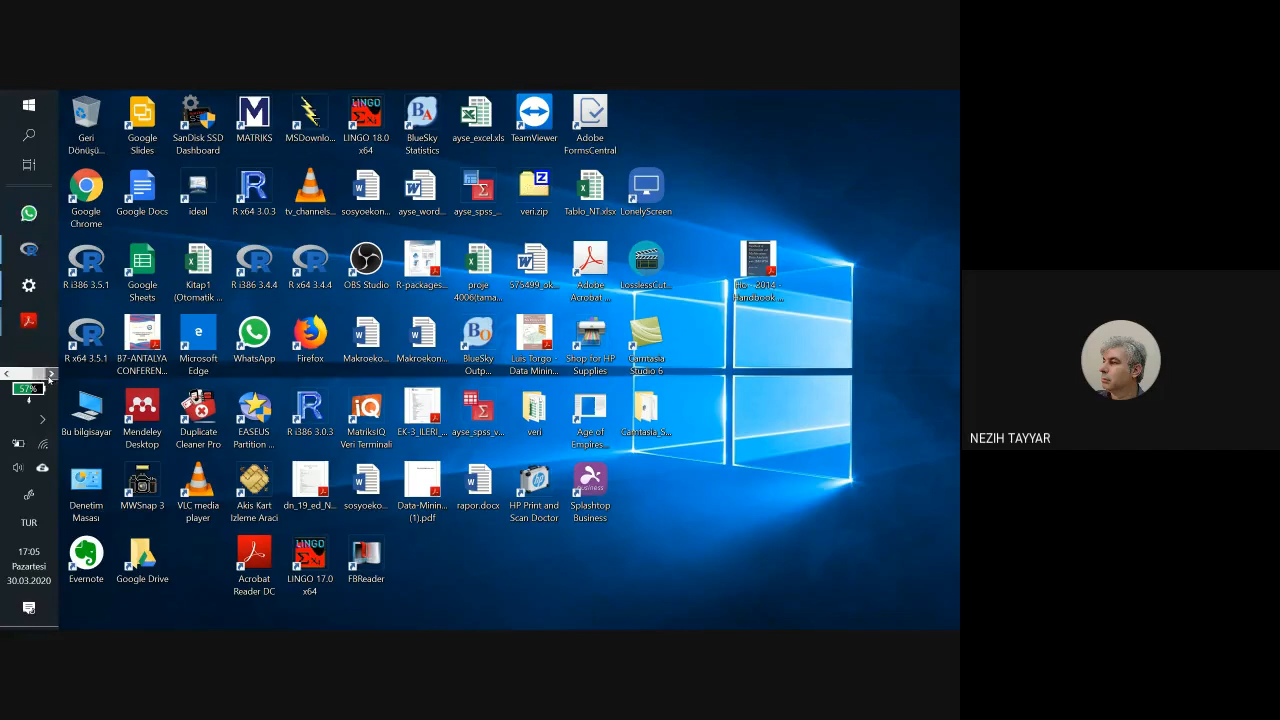 Geri
Dönüşü...
Google
Slides
SanDisk SSD
Dashboard
MATRIKS
MSDownlo...
LINGO 18.0
x64
BlueSky
Statistics
ayse_excel.xls
TeamViewer
Adobe
FormsCentral
Google
Chrome
Google Docs
ideal
R x64 3.0.3
tv_channels...
sosyoekon...
ayse_word...
ayse_spss_...
veri.zip
Tablo_NT.xlsx
LonelyScreen
R i386 3.5.1
Google
Sheets
Kitap1
(Otomatik ...
R i386 3.4.4
R x64 3.4.4
OBS Studio
R-packages...
proje
4006(tama...
575499_ok...
Adobe
Acrobat ...
LosslessCut...
Ho - 2014 -
Handbook ...
R x64 3.5.1
B7-ANTALYA
CONFEREN...
Microsoft
Edge
WhatsApp
Firefox
Makroeko...
Makroekon...
BlueSky
Outp...
Luis Torgo -
Data Minin...
Shop for HP
Supplies
Camtasia
Studio 6
57%
Bu bilgisayar
Mendeley
Desktop
Duplicate
Cleaner Pro
EASEUS
Partition ...
R i386 3.0.3
MatriksIQ
Veri Terminali
EK-3_ILERI_...
ayse_spss_v...
veri
Age of
Empires...
Camtasia_S...
NEZIH TAYYAR
Denetim
Masası
MWSnap 3
VLC media
player
Akis Kart
Izleme Araci
dn_19_ed_N...
sosyoeko...
Data-Minin...
(1).pdf
rapor.docx
HP Print and
Scan Doctor
Splashtop
Business
TUR
17:05
Pazartesi
30.03.2020
Evernote
Google Drive
Acrobat
Reader DC
LINGO 17.0
x64
FBReader